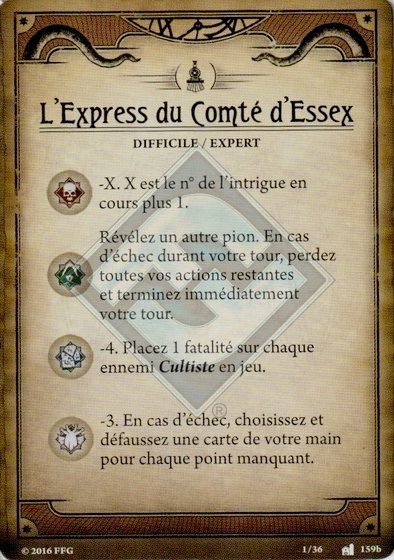 L'Express du Comté d'Essex
DIFFICILE / EXPERT
-X. X est le n° de l'intrigue en
cours plus 1.
Révélez un autre pion. En cas
d'échec durant votre tour, perdez
toutes vos actions restantes
et terminez immédiatement
votre tour.
-4. Placez 1 fatalité sur chaque
ennemi Cultiste en jeu.
-3. En cas d'échec, choisissez et
défaussez une carte de votre main
pour chaque point manquant.
®
© 2016 FFG 1/36 159b